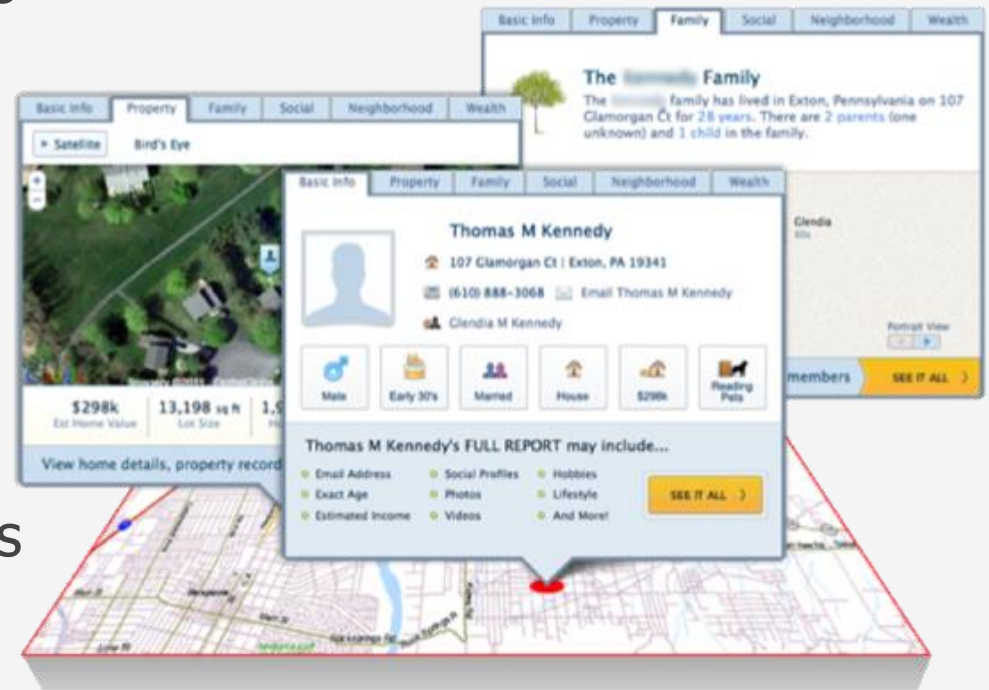 Basic Info Property Family Social Neighborhood Wealth
The Family
The family has lived in Exton, Pennsylvania on 107
Glamorgan Ct for 28 years. There are 2 parents (one
unknown) and 1 child in the family.
Glendia
Portrait View
members
SEE IT ALL
Basic Info Property Family Social Neighborhood Wealth
Satellite Bird's Eye
$298k 13,198 sq ft
Est Home Value Lot Size
View home details, property record
Basic Info Property Family Social Neighborhood Wealth
Thomas M Kennedy
107 Glamorgan Ct | Exton, PA 19341
(610) 888-3068 Email Thomas M Kennedy
Glendia M Kennedy
Male Early 30's Married House $298k Reading
Pets
Thomas M Kennedy's FULL REPORT may include...
Email Address Social Profiles Hobbies
Exact Age Photos Lifestyle
Estimated Income Videos And More!
SEE IT ALL
s